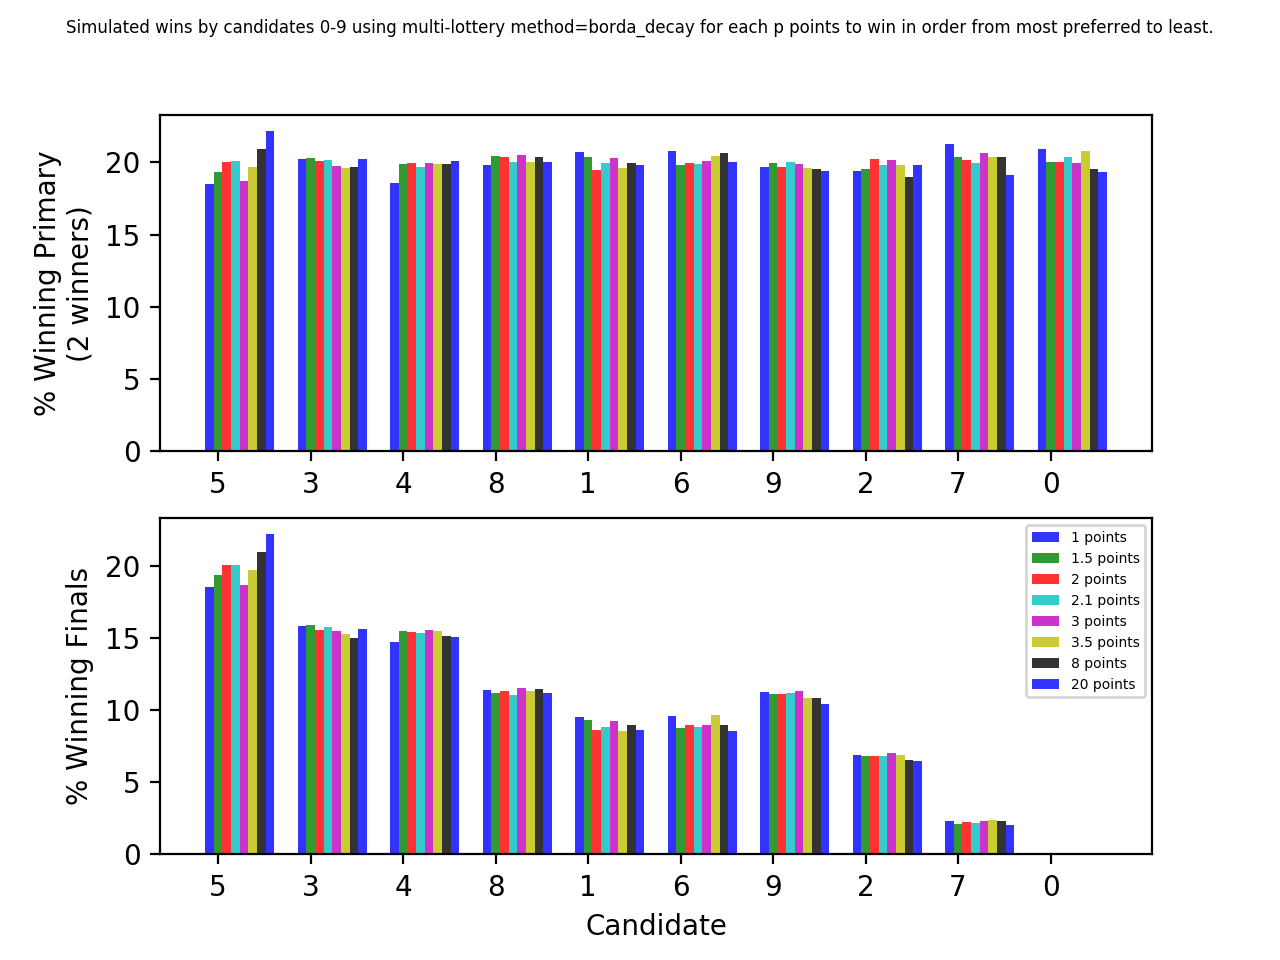 Simulated wins by candidates 0-9 using multi-lottery method=borda_decay for each p points to win in order from most preferred to least.
% Winning Primary
(2 winners)
20
15
10
5
0
5 3 4 8 1 6 9 2 7 0
% Winning Finals
20
15
10
5
0
1 points
1.5 points
2 points
2.1 points
3 points
3.5 points
8 points
20 points
5 3 4 8 1 6 9 2 7 0
Candidate